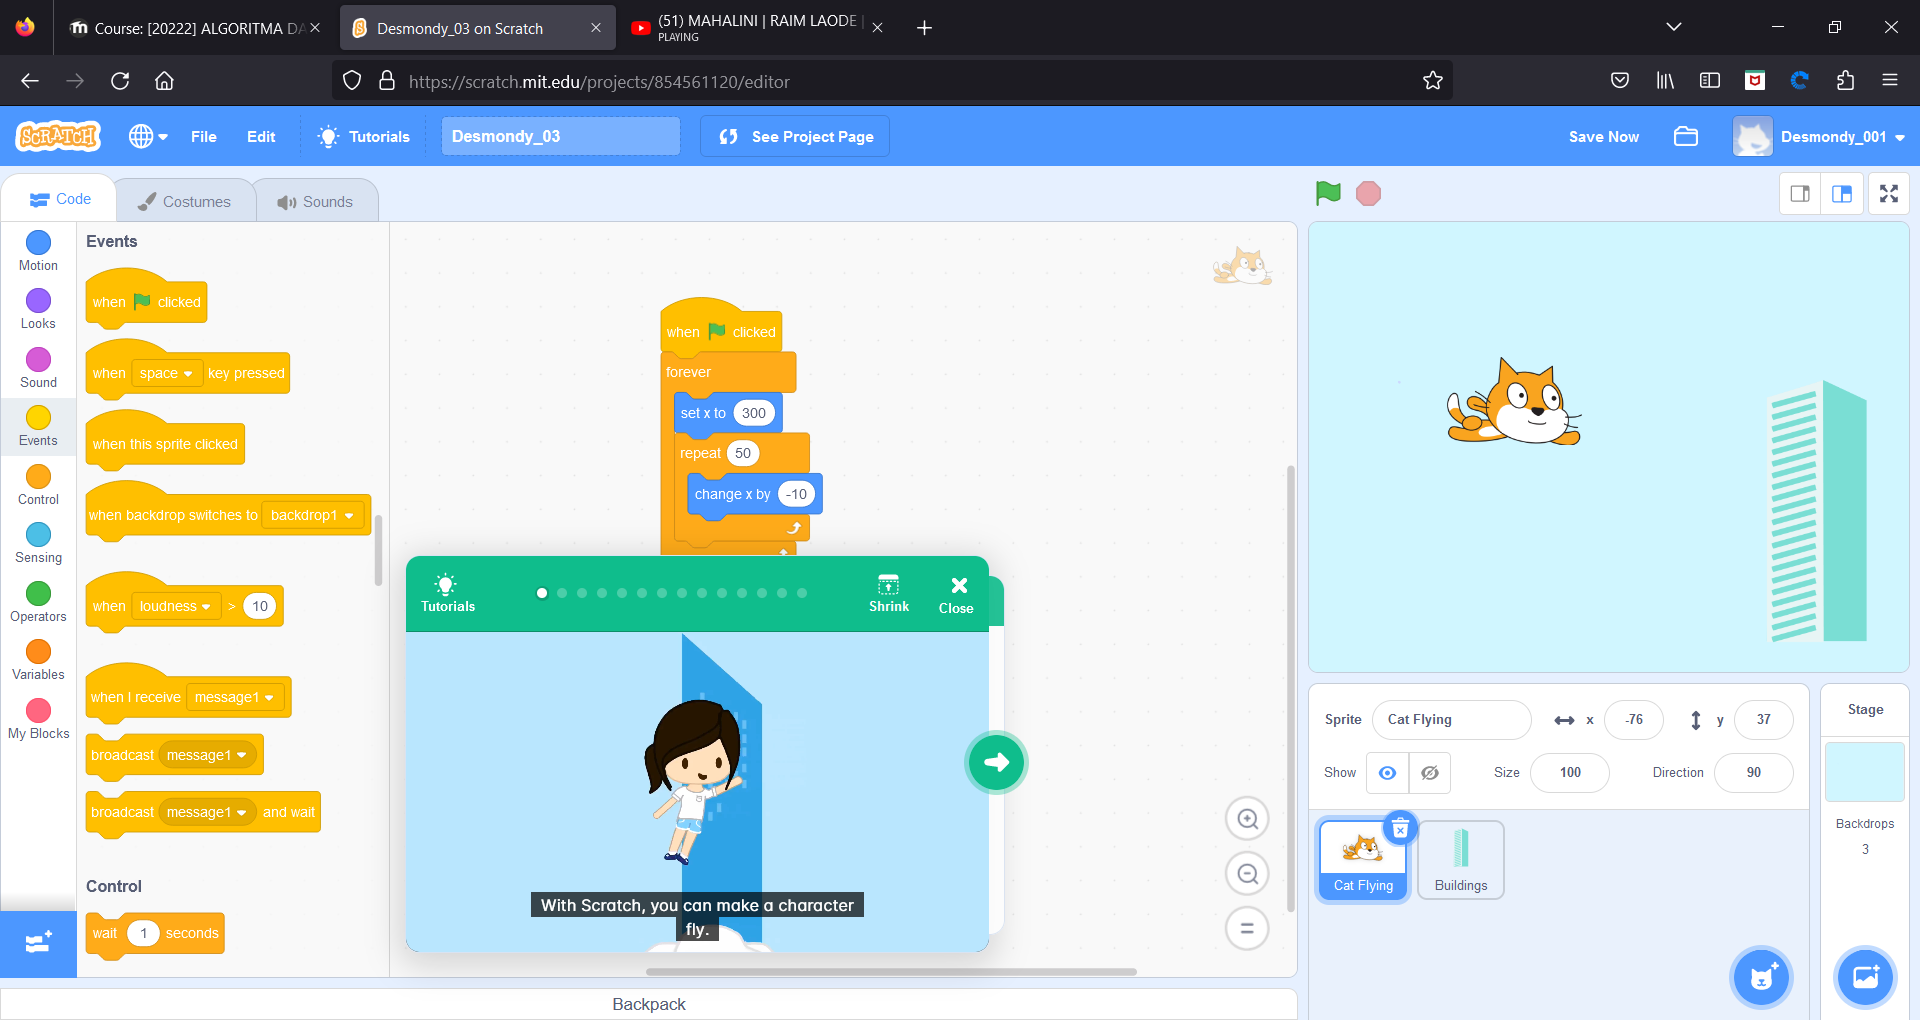 Course: [20222] ALGORITMA DA
Desmondy_03 on Scratch
(51) MAHALINI | RAIM LAODE |
PLAYING
https://scratch.mit.edu/projects/854561120/editor
SCRATCH
File
Edit
Tutorials
Desmondy_03
See Project Page
Save Now
Desmondy_001
Code
Costumes
Sounds
Motion
Looks
Sound
Events
Control
Sensing
Operators
Variables
My Blocks
Events
when clicked
when space key pressed
when this sprite clicked
when backdrop switches to backdrop1
when loudness > 10
when I receive message1
broadcast message1
broadcast message1 and wait
Control
wait 1 seconds
when clicked
forever
set x to 300
repeat 50
change x by -10
Tutorials
Shrink
Close
With Scratch, you can make a character
fly.
Backpack
Sprite Cat Flying x -76 y 37
Show Size 100 Direction 90
Cat Flying
Buildings
Stage
Backdrops
3